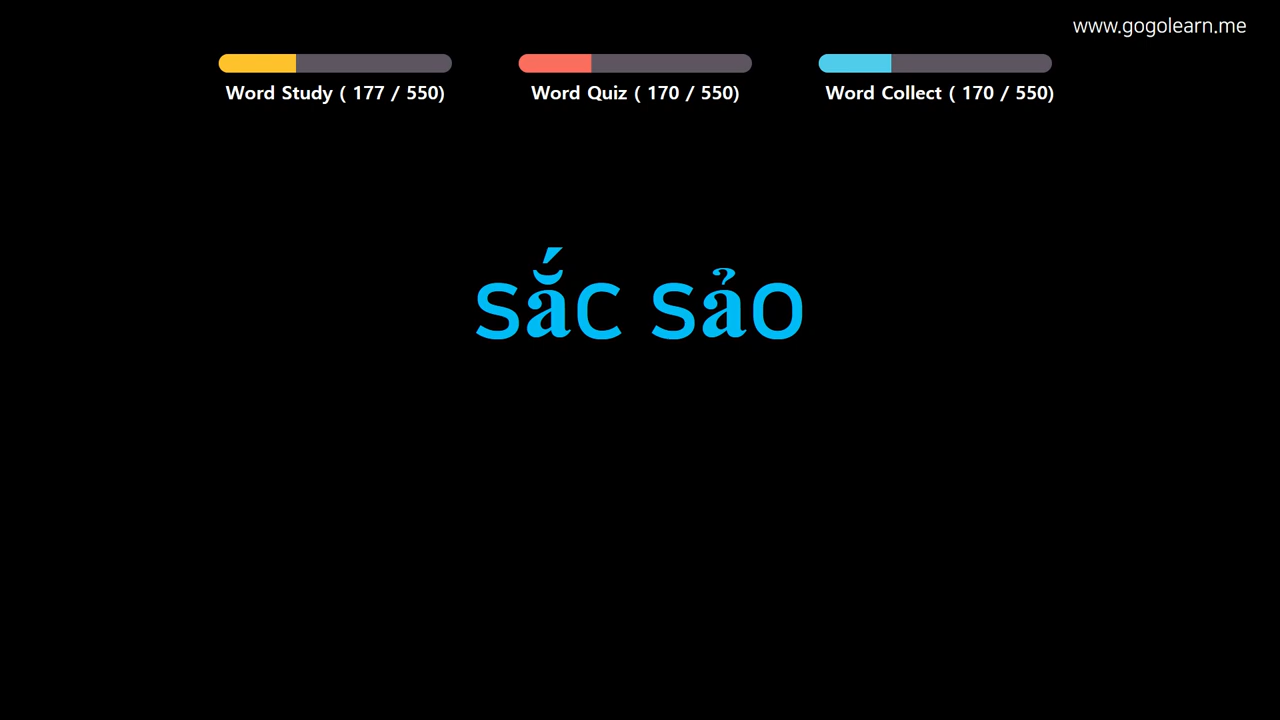 www.gogolearn.me
Word Study ( 177 / 550)
Word Quiz ( 170 / 550)
Word Collect ( 170 / 550)
sắc sảo